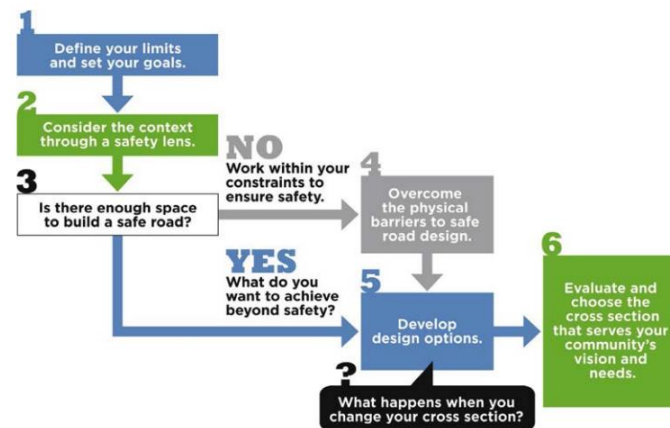 1
Define your limits
and set your goals.
2
Consider the context
through a safety lens.
3
Is there enough space
to build a safe road?
NO
Work within your
constraints to
ensure safety.
4
Overcome
the physical
barriers to safe
road design.
YES
What do you
want to achieve
beyond safety?
5
Develop
design options.
?
What happens when you
change your cross section?
6
Evaluate and
choose the
cross section
that serves your
community's
vision and
needs.